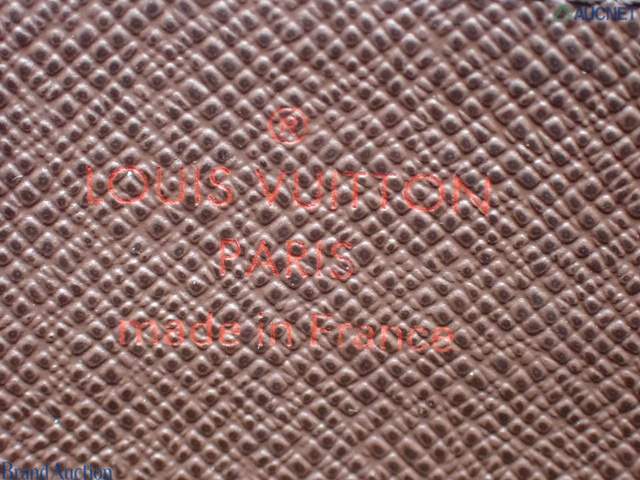 AUCNET
®
LOUIS VUITTON
PARIS
made in France
Brand Auction